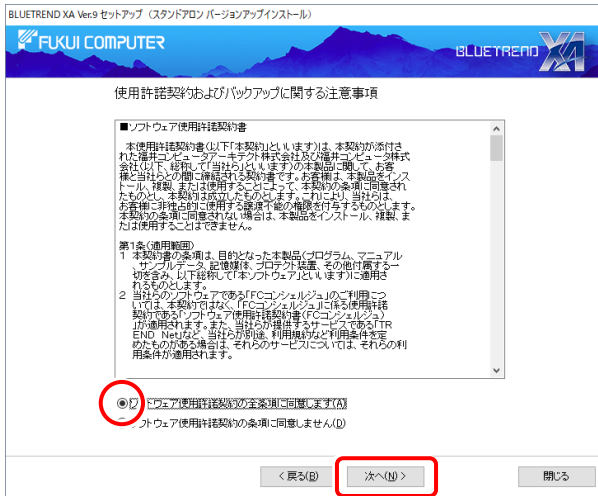 BLUETREND XA Ver.9 セットアップ（スタンドアロン バージョンアップインストール）
FUKUI COMPUTER
BLUETREND XA
使用許諾契約およびバックアップに関する注意事項
■ソフトウェア使用許諾契約書
本使用許諾契約書(以下「本契約」といいます)は、本契約が添付さ
れた福井コンピュータアーキテクト株式会社及び福井コンピュータ株式
会社(以下、総称して「当社ら」といいます)の本製品に関して、お客
様と当社らとの間に締結される契約書です。お客様は、本製品をインス
トール、複製、または使用することによって、本契約の条項に同意され
たものとし、本契約は成立したものとします。これにより、当社らは、
お客様に非独占的に使用する譲渡不能の権限を付与するものとします。
本契約の条項に同意されない場合は、本製品をインストール、複製、ま
たは使用することはできません。
第1条(適用範囲)
1 本契約書の条項は、目的となった本製品(プログラム、マニュアル
、サンプルデータ、記憶媒体、プロテクト装置、その他付属する一
切を含み、以下総称して「本ソフトウェア」といいます)に適用さ
れるものとします。
2 当社らのソフトウェアである「FCコンシェルジュ」のご利用につ
いては、本契約ではなく、「FCコンシェルジュ」に係る使用許諾
契約である「ソフトウェア使用許諾契約書(FCコンシェルジュ)
」が適用されます。また、当社らが提供するサービスである「TR
END Net」など、当社らが別途、利用規約など利用条件を定
めたものがある場合は、それらのサービスについては、それらの利
用条件が適用されます。
トウェア使用許諾契約の全条項に同意します(A)
フトウェア使用許諾契約の条項に同意しません(D)
< 戻る(B)
次へ(N) >
閉じる